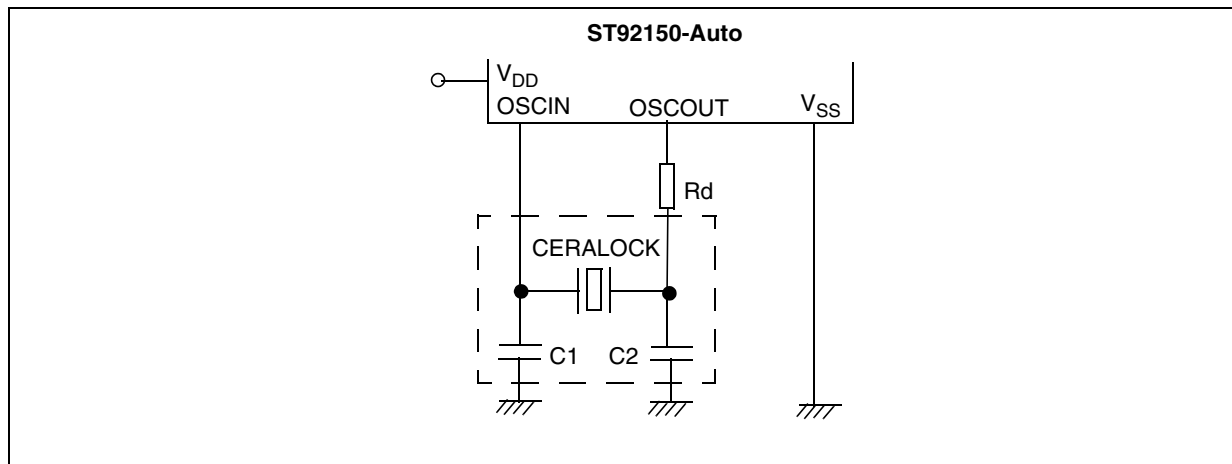 ST92150-Auto
VDD
OSCIN
OSCOUT
VSS
Rd
CERALOCK
C1
C2